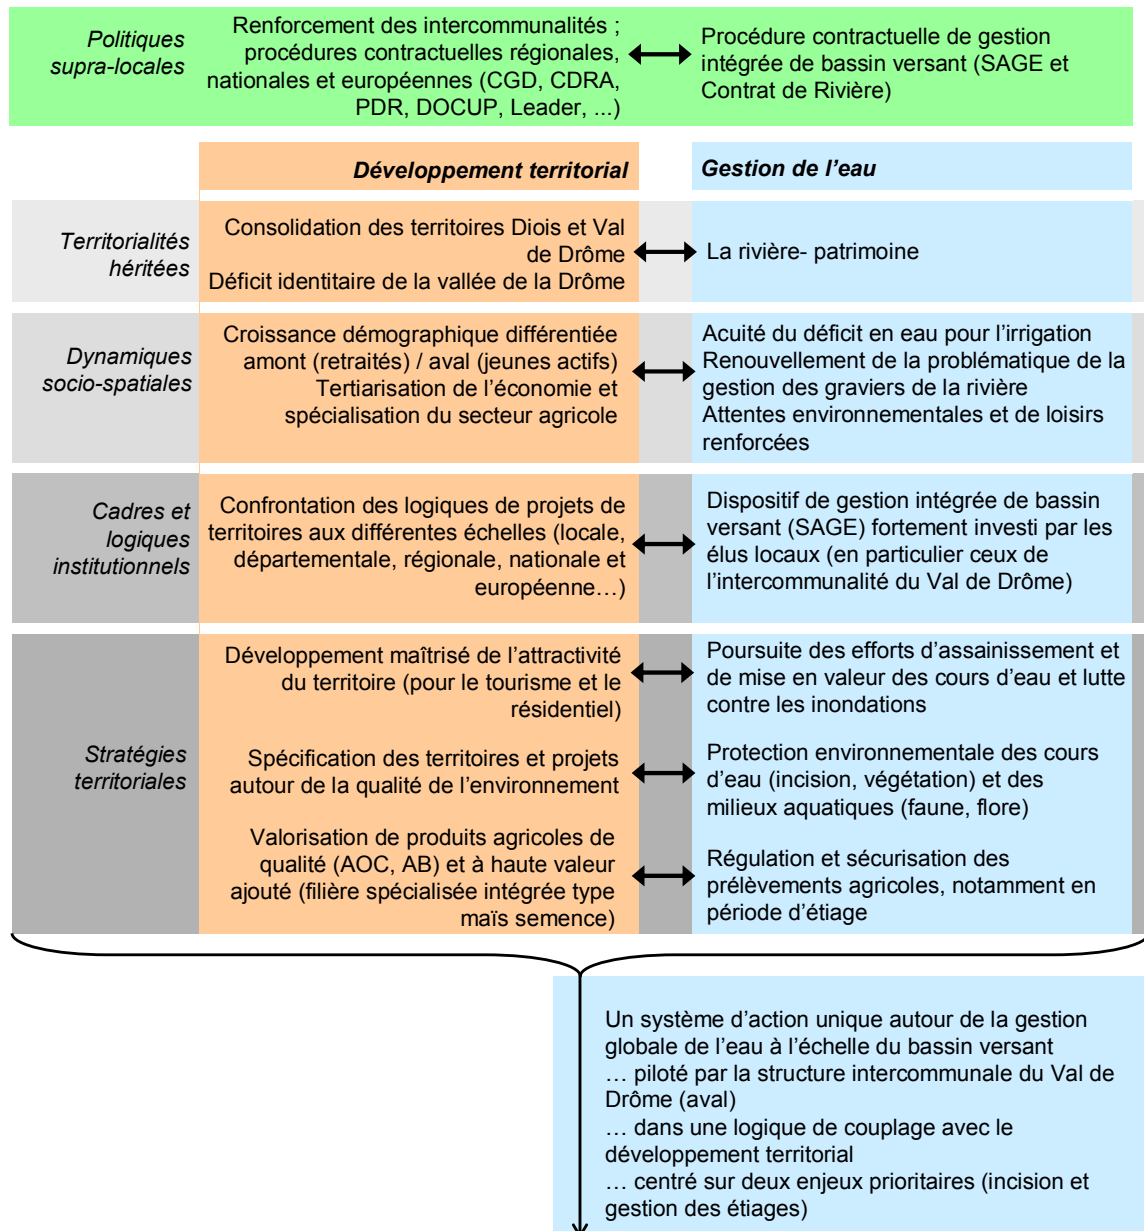 Politiques
supra-locales
Renforcement des intercommunalités ;
procédures contractuelles régionales,
nationales et européennes (CGD, CDRA,
PDR, DOCUP, Leader, ...)
Procédure contractuelle de gestion
intégrée de bassin versant (SAGE et
Contrat de Rivière)
Développement territorial
Gestion de l’eau
Territorialités
héritées
Consolidation des territoires Diois et Val
de Drôme
Déficit identitaire de la vallée de la Drôme
La rivière- patrimoine
Dynamiques
socio-spatiales
Croissance démographique différentiée
amont (retraités) / aval (jeunes actifs)
Tertiarisation de l’économie et
spécialisation du secteur agricole
Acuité du déficit en eau pour l’irrigation
Renouvellement de la problématique de la
gestion des graviers de la rivière
Attentes environnementales et de loisirs
renforcées
Cadres et
logiques
institutionnels
Confrontation des logiques de projets de
territoires aux différentes échelles (locale,
départementale, régionale, nationale et
européenne…)
Dispositif de gestion intégrée de bassin
versant (SAGE) fortement investi par les
élus locaux (en particulier ceux de
l’intercommunalité du Val de Drôme)
Stratégies
territoriales
Développement maîtrisé de l’attractivité
du territoire (pour le tourisme et le
résidentiel)
Poursuite des efforts d’assainissement et
de mise en valeur des cours d’eau et lutte
contre les inondations
Spécification des territoires et projets
autour de la qualité de l’environnement
Protection environnementale des cours
d’eau (incision, végétation) et des
milieux aquatiques (faune, flore)
Valorisation de produits agricoles de
qualité (AOC, AB) et à haute valeur
ajouté (filière spécialisée intégrée type
maïs semence)
Régulation et sécurisation des
prélèvements agricoles, notamment en
période d’étiage
Un système d’action unique autour de la gestion
globale de l’eau à l’échelle du bassin versant
… piloté par la structure intercommunale du Val de
Drôme (aval)
… dans une logique de couplage avec le
développement territorial
… centré sur deux enjeux prioritaires (incision et
gestion des étiages)